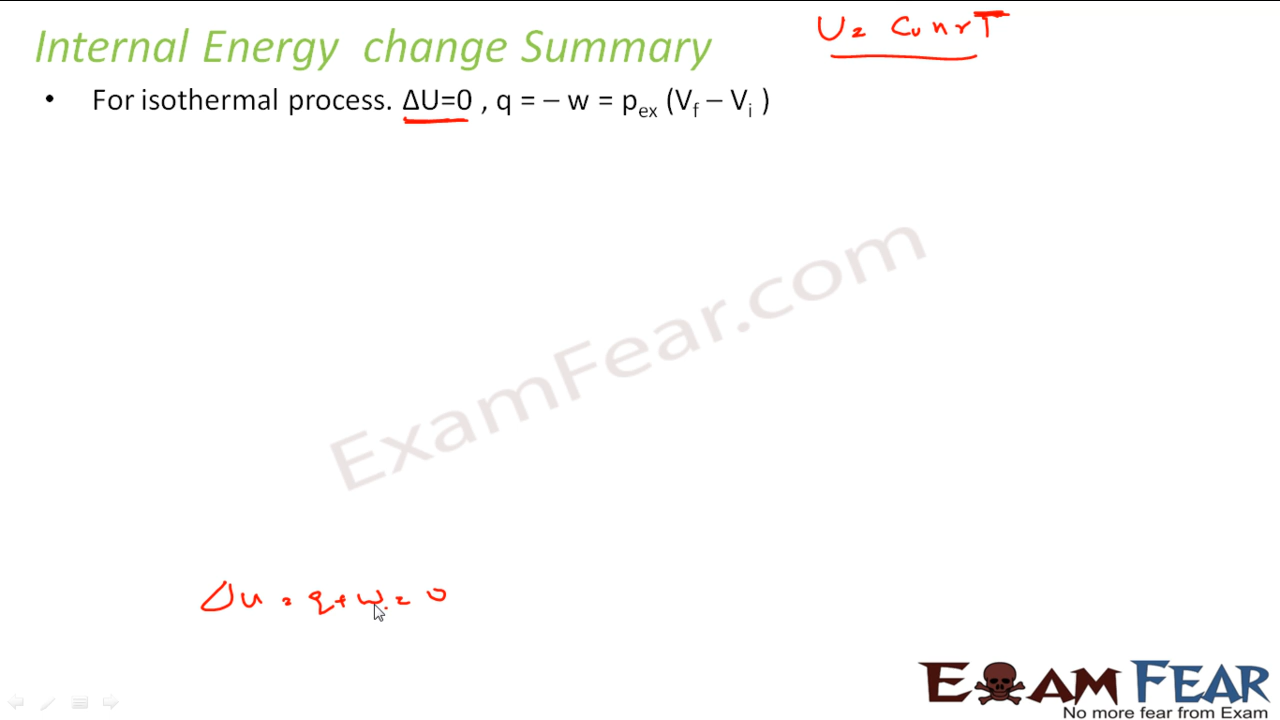 Internal Energy change Summary
U = Cv n r T
• For isothermal process. ΔU=0 , q = – w = pex (Vf – Vi )
ExamFear.com
Δu = q + w = 0
EXAM FEAR
No more fear from Exam